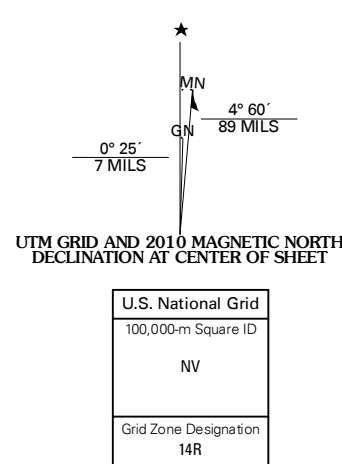 MN
4° 60´
89 MILS
GN
0° 25´
7 MILS
UTM GRID AND 2010 MAGNETIC NORTH
DECLINATION AT CENTER OF SHEET
U.S. National Grid
100,000-m Square ID
NV
Grid Zone Designation
14R